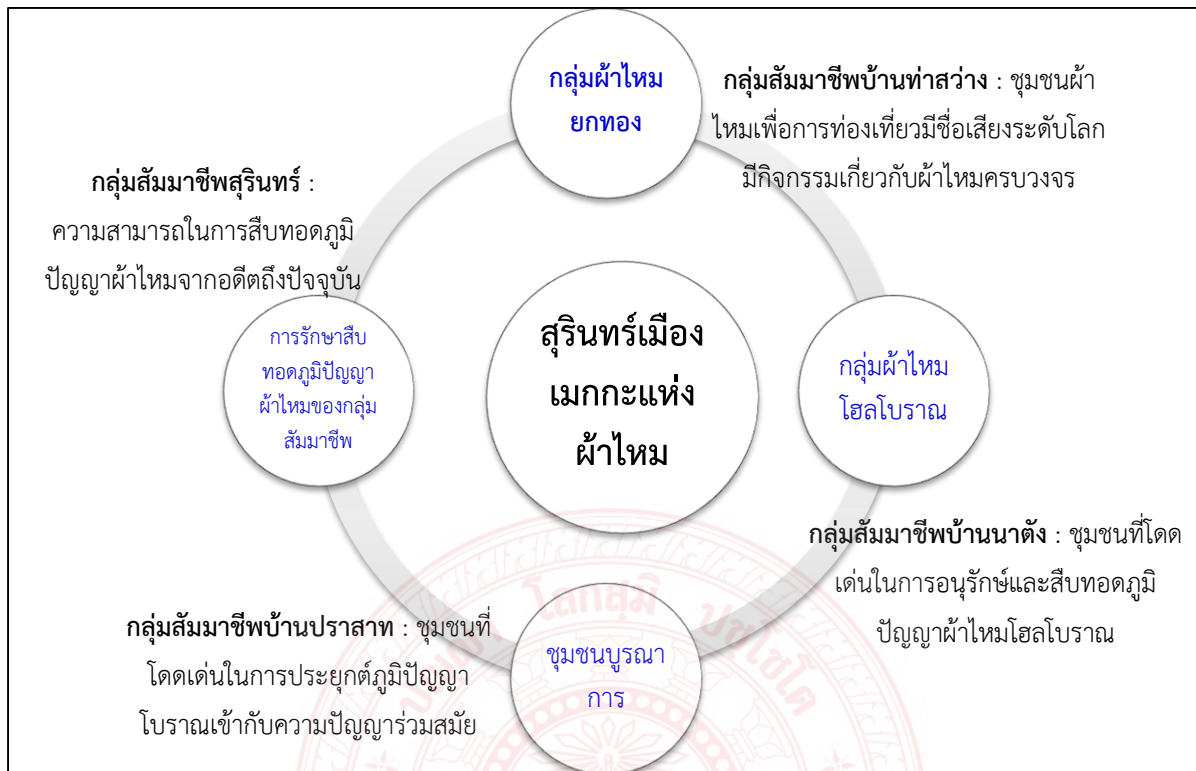 กลุ่มผ้าไหม
ยกทอง
กลุ่มสัมมาชีพบ้านท่าสว่าง : ชุมชนผ้า
ไหมเพื่อการท่องเที่ยวมีชื่อเสียงระดับโลก
มีกิจกรรมเกี่ยวกับผ้าไหมครบวงจร
กลุ่มสัมมาชีพสุรินทร์ :
ความสามารถในการสืบทอดภูมิ
ปัญญาผ้าไหมจากอดีตถึงปัจจุบัน
การรักษาสืบ
ทอดภูมิปัญญา
ผ้าไหมของกลุ่ม
สัมมาชีพ
สุรินทร์เมือง
เมกกะแห่ง
ผ้าไหม
กลุ่มผ้าไหม
โฮลโบราณ
กลุ่มสัมมาชีพบ้านนาตัง : ชุมชนที่โดด
เด่นในการอนุรักษ์และสืบทอดภูมิ
ปัญญาผ้าไหมโฮลโบราณ
กลุ่มสัมมาชีพบ้านปราสาท : ชุมชนที่
โดดเด่นในการประยุกต์ภูมิปัญญา
โบราณเข้ากับความปัญญาร่วมสมัย
ชุมชนบูรณา
การ
โลกสฺมิ ปชฺโชโต